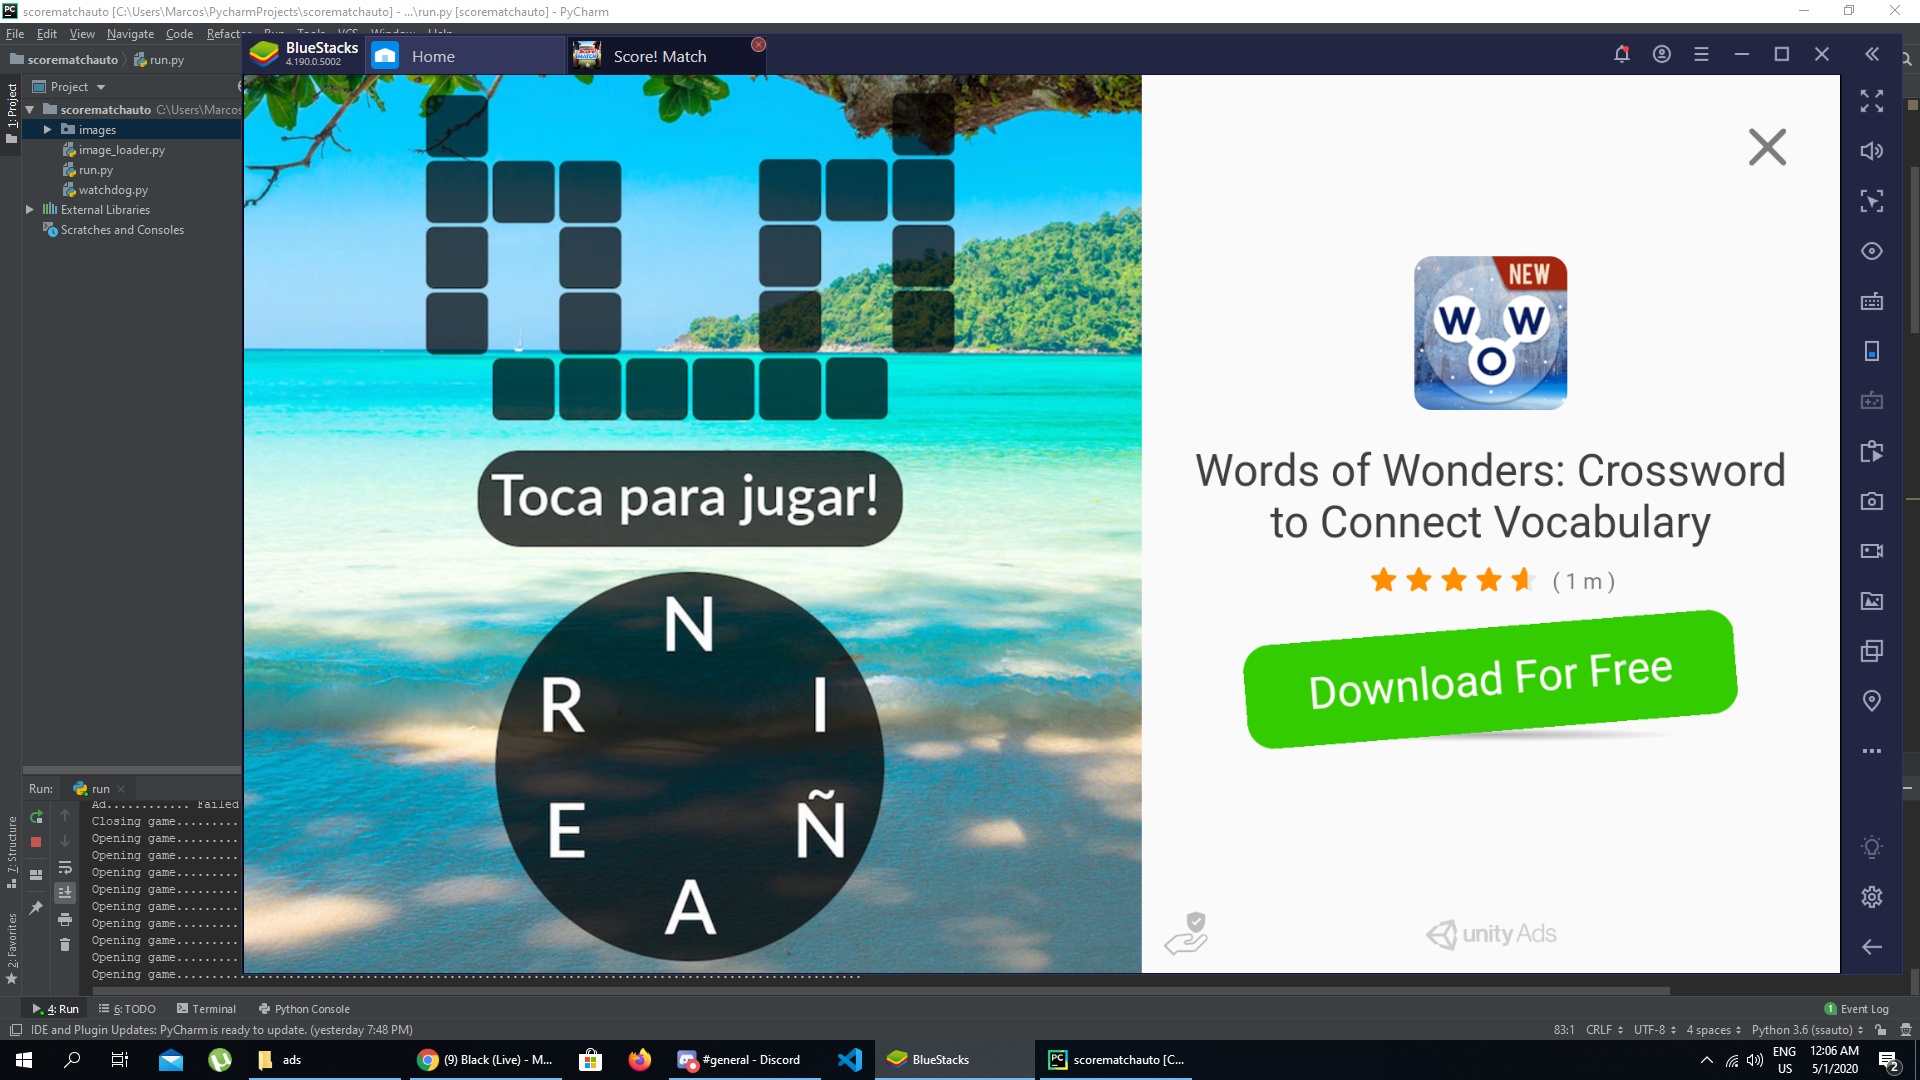 scorematchauto [C:\Users\Marcos\PycharmProjects\scorematchauto] - ...\run.py [scorematchauto] - PyCharm
File Edit View Navigate Code Refactor
BlueStacks
4.190.0.5002
Home
Score! Match
scorematchauto run.py
Project
1: Project
scorematchauto C:\Users\Marcos
images
image_loader.py
run.py
watchdog.py
External Libraries
Scratches and Consoles
NEW
W W
O
Words of Wonders: Crossword
to Connect Vocabulary
( 1 m )
Download For Free
unity Ads
Toca para jugar!
N
R I
E Ñ
A
Run: run
Ad............ Failed
Closing game.........
Opening game.........
Opening game.........
Opening game.........
Opening game.........
Opening game.........
Opening game.........
Opening game.........
Opening game.........
Opening game.........
7: Structure
2: Favorites
4: Run 6: TODO Terminal Python Console
Event Log
IDE and Plugin Updates: PyCharm is ready to update. (yesterday 7:48 PM)
83:1 CRLF UTF-8 4 spaces Python 3.6 (ssauto)
ads
(9) Black (Live) - M...
#general - Discord
BlueStacks
scorematchauto [C...
ENG
US
12:06 AM
5/1/2020
2